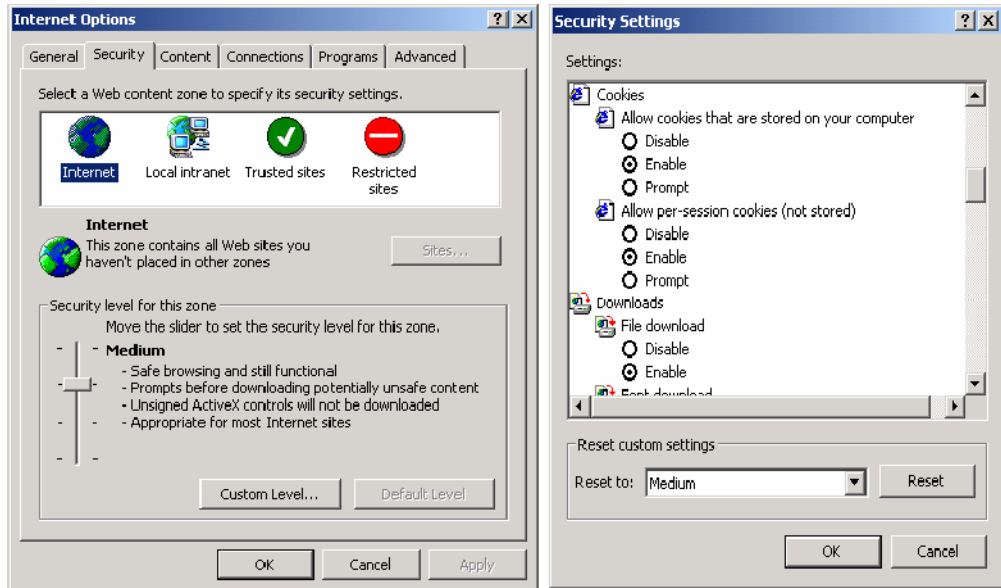 Internet Options
General Security Content Connections Programs Advanced
Select a Web content zone to specify its security settings.
Internet Local intranet Trusted sites Restricted
sites
Internet
This zone contains all Web sites you
haven't placed in other zones
Sites...
Security level for this zone
Move the slider to set the security level for this zone.
Medium
- Safe browsing and still functional
- Prompts before downloading potentially unsafe content
- Unsigned ActiveX controls will not be downloaded
- Appropriate for most Internet sites
Custom Level... Default Level
OK Cancel Apply
Security Settings
Settings:
Cookies
Allow cookies that are stored on your computer
Disable
Enable
Prompt
Allow per-session cookies (not stored)
Disable
Enable
Prompt
Downloads
File download
Disable
Enable
Font download
Reset custom settings
Reset to: Medium Reset
OK Cancel